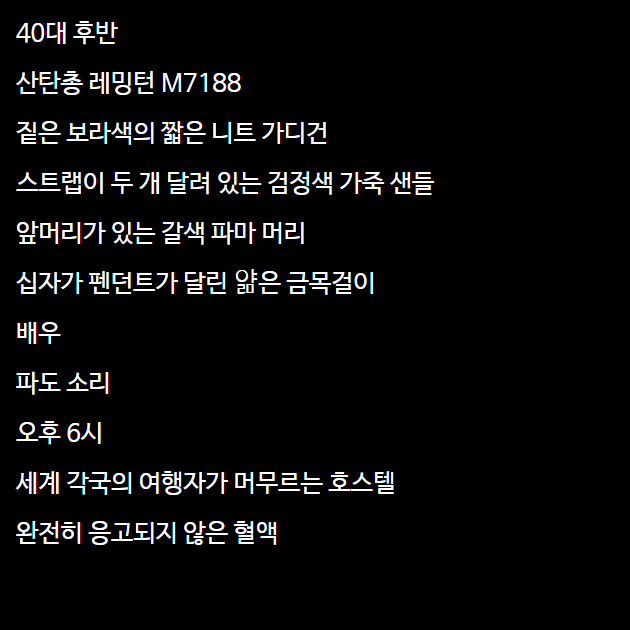 40대 후반
산탄총 레밍턴 M7188
짙은 보라색의 짧은 니트 가디건
스트랩이 두 개 달려 있는 검정색 가죽 샌들
앞머리가 있는 갈색 파마 머리
십자가 펜던트가 달린 얇은 금목걸이
배우
파도 소리
오후 6시
세계 각국의 여행자가 머무르는 호스텔
완전히 응고되지 않은 혈액